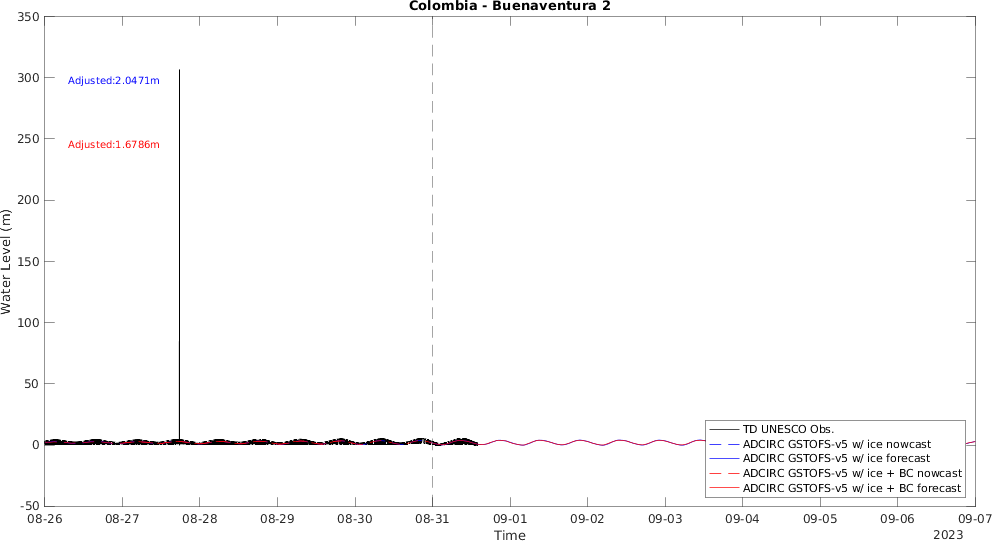 Colombia - Buenaventura 2
350
300
250
200
150
100
50
0
-50
Water Level (m)
Adjusted:2.0471m
Adjusted:1.6786m
TD UNESCO Obs.
ADCIRC GSTOFS-v5 w/ ice nowcast
ADCIRC GSTOFS-v5 w/ ice forecast
ADCIRC GSTOFS-v5 w/ ice + BC nowcast
ADCIRC GSTOFS-v5 w/ ice + BC forecast
08-26 08-27 08-28 08-29 08-30 08-31 09-01 09-02 09-03 09-04 09-05 09-06 09-07
Time
2023